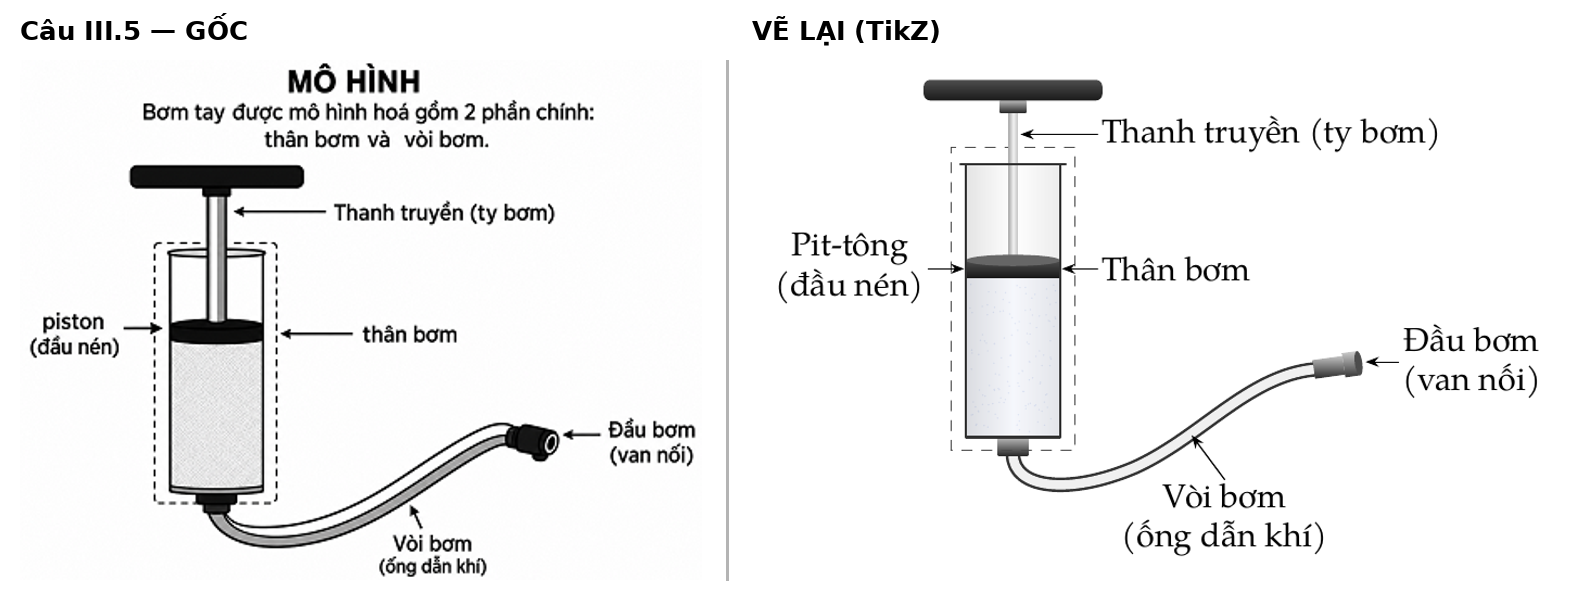 Câu III.5 — GỐC
MÔ HÌNH
Bơm tay được mô hình hoá gồm 2 phần chính:
thân bơm và vòi bơm.
Thanh truyền (ty bơm)
piston
(đầu nén)
thân bơm
Đầu bơm
(van nối)
Vòi bơm
(ống dẫn khí)
VẼ LẠI (TikZ)
Thanh truyền (ty bơm)
Pit-tông
(đầu nén)
Thân bơm
Đầu bơm
(van nối)
Vòi bơm
(ống dẫn khí)